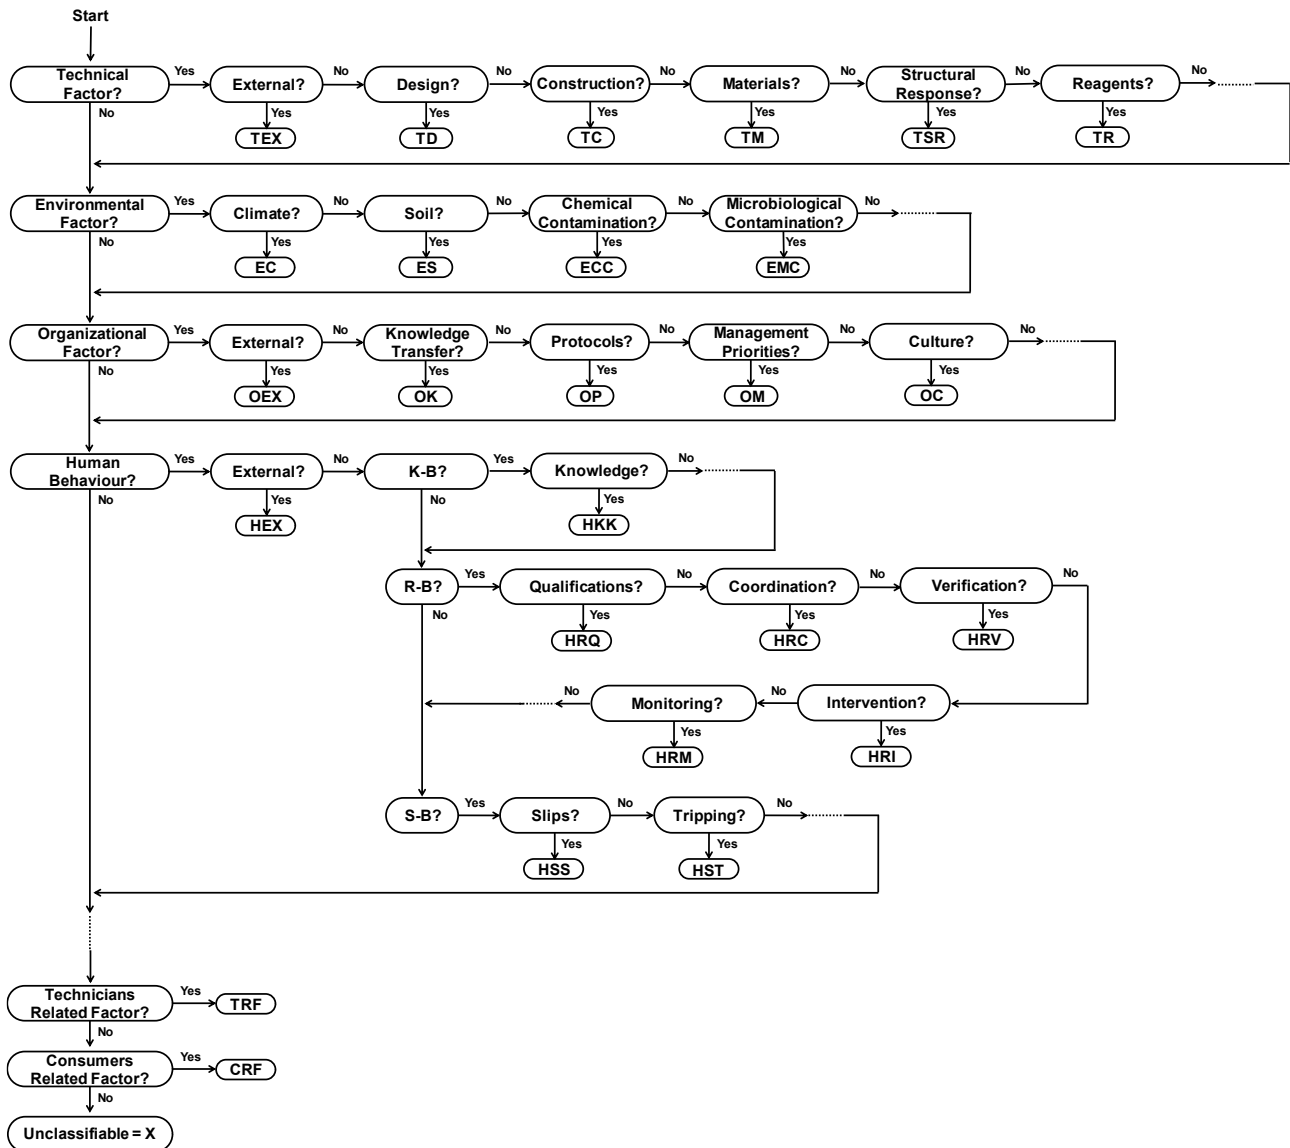 Start
Technical
Factor?
Yes
External?
No
Design?
No
Construction?
No
Materials?
No
Structural
Response?
No
Reagents?
No
No
Yes
TEX
Yes
TD
Yes
TC
Yes
TM
Yes
TSR
Yes
TR
Environmental
Factor?
Yes
Climate?
No
Soil?
No
Chemical
Contamination?
No
Microbiological
Contamination?
No
No
Yes
EC
Yes
ES
Yes
ECC
Yes
EMC
Organizational
Factor?
Yes
External?
No
Knowledge
Transfer?
No
Protocols?
No
Management
Priorities?
No
Culture?
No
No
Yes
OEX
Yes
OK
Yes
OP
Yes
OM
Yes
OC
Human
Behaviour?
Yes
External?
No
K-B?
Yes
Knowledge?
No
No
Yes
HEX
No
Yes
HKK
R-B?
Yes
Qualifications?
No
Coordination?
No
Verification?
No
No
Yes
HRQ
Yes
HRC
Yes
HRV
No
Monitoring?
No
Intervention?
Yes
HRM
Yes
HRI
S-B?
Yes
Slips?
No
Tripping?
No
Yes
HSS
Yes
HST
Technicians
Related Factor?
Yes
TRF
No
Consumers
Related Factor?
Yes
CRF
No
Unclassifiable = X